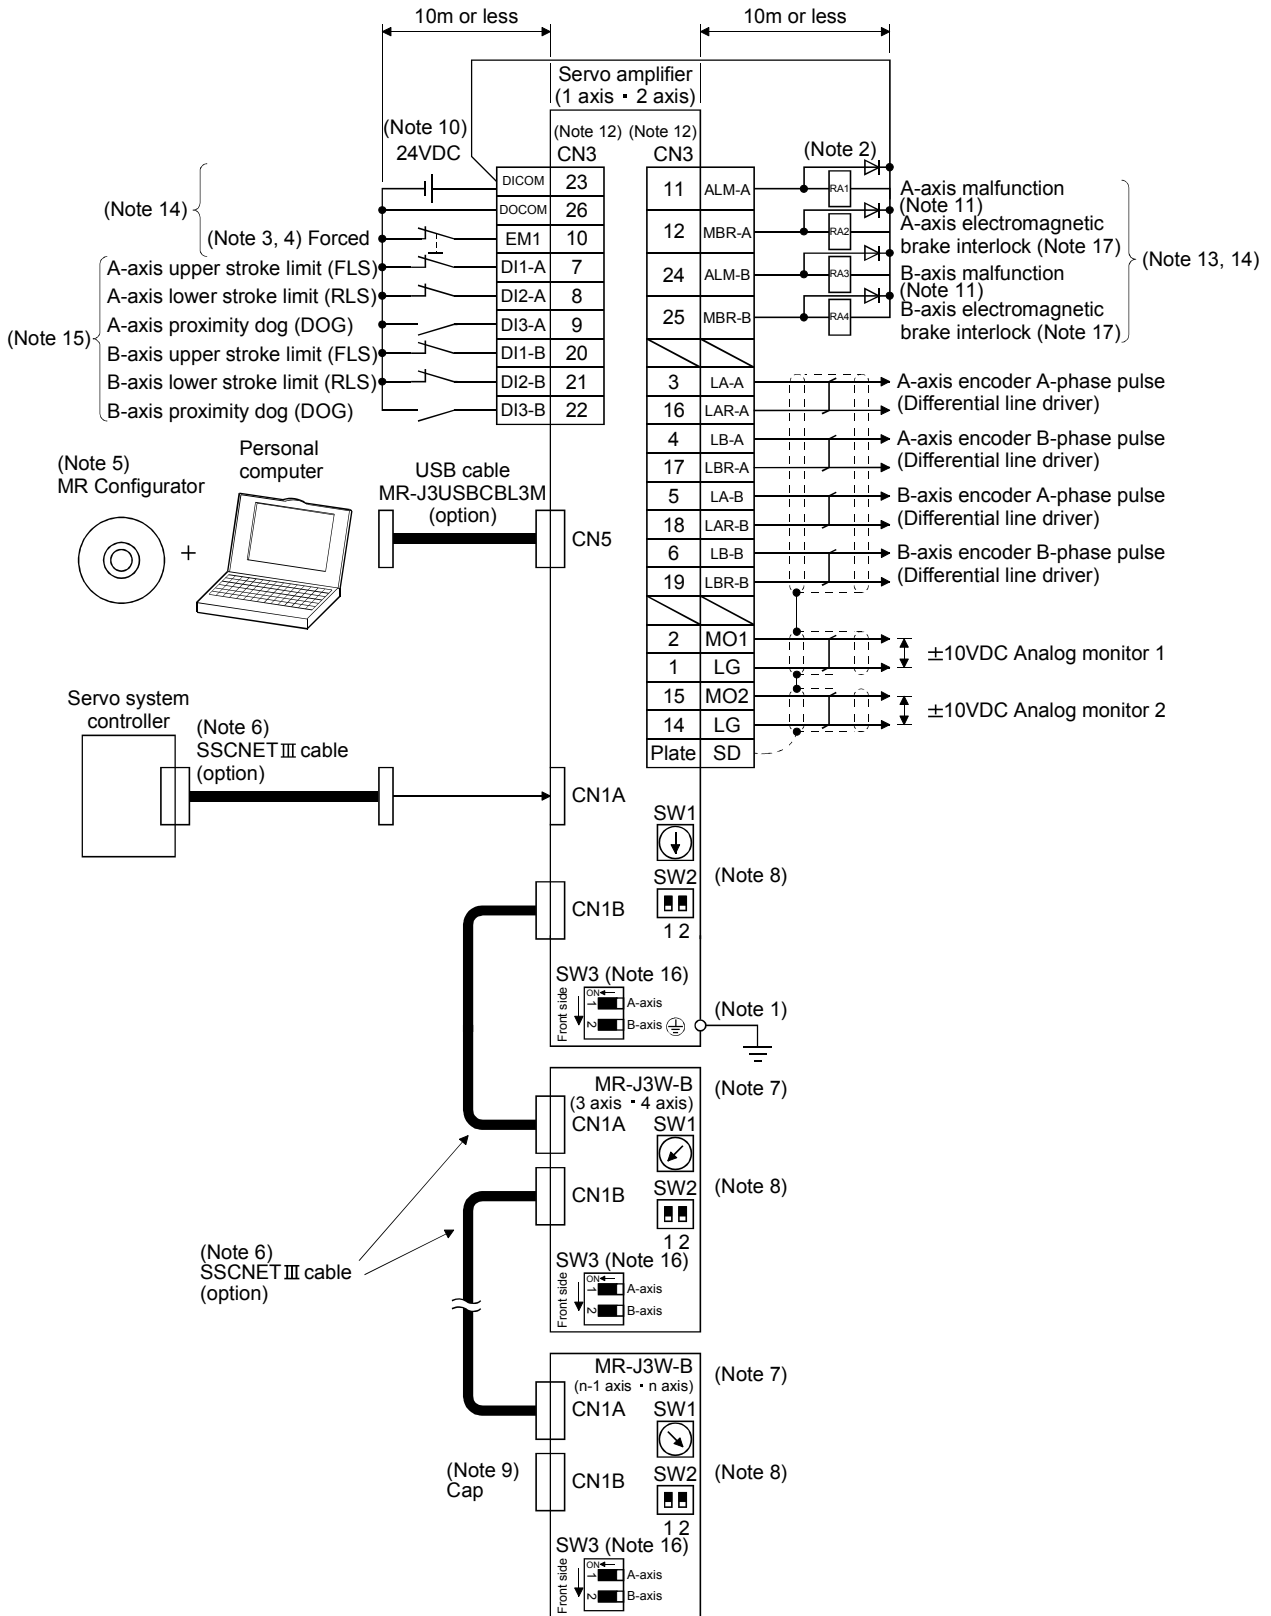 10m or less
10m or less
Servo amplifier
(1 axis · 2 axis)
(Note 10)
24VDC
(Note 12) (Note 12)
CN3
CN3
(Note 2)
DICOM 23
DOCOM 26
EM1 10
DI1-A 7
DI2-A 8
DI3-A 9
DI1-B 20
DI2-B 21
DI3-B 22
(Note 14)
(Note 3, 4) Forced
(Note 15)
A-axis upper stroke limit (FLS)
A-axis lower stroke limit (RLS)
A-axis proximity dog (DOG)
B-axis upper stroke limit (FLS)
B-axis lower stroke limit (RLS)
B-axis proximity dog (DOG)
11 ALM-A
12 MBR-A
24 ALM-B
25 MBR-B
RA1
RA2
RA3
RA4
A-axis malfunction
(Note 11)
A-axis electromagnetic
brake interlock (Note 17)
B-axis malfunction
(Note 11)
B-axis electromagnetic
brake interlock (Note 17)
(Note 13, 14)
3 LA-A
16 LAR-A
4 LB-A
17 LBR-A
5 LA-B
18 LAR-B
6 LB-B
19 LBR-B
A-axis encoder A-phase pulse
(Differential line driver)
A-axis encoder B-phase pulse
(Differential line driver)
B-axis encoder A-phase pulse
(Differential line driver)
B-axis encoder B-phase pulse
(Differential line driver)
2 MO1
1 LG
15 MO2
14 LG
Plate SD
±10VDC Analog monitor 1
±10VDC Analog monitor 2
(Note 5)
MR Configurator
+
Personal
computer
USB cable
MR-J3USBCBL3M
(option)
CN5
Servo system
controller
(Note 6)
SSCNETⅢ cable
(option)
CN1A
SW1
SW2
(Note 8)
1 2
CN1B
SW3 (Note 16)
Front side
ON
1
A-axis
2
B-axis
(Note 1)
MR-J3W-B
(3 axis · 4 axis)
(Note 7)
CN1A
SW1
CN1B
SW2
(Note 8)
1 2
SW3 (Note 16)
Front side
ON
1
A-axis
2
B-axis
(Note 6)
SSCNETⅢ cable
(option)
MR-J3W-B
(n-1 axis · n axis)
(Note 7)
CN1A
SW1
(Note 9)
Cap
CN1B
SW2
(Note 8)
1 2
SW3 (Note 16)
Front side
ON
1
A-axis
2
B-axis